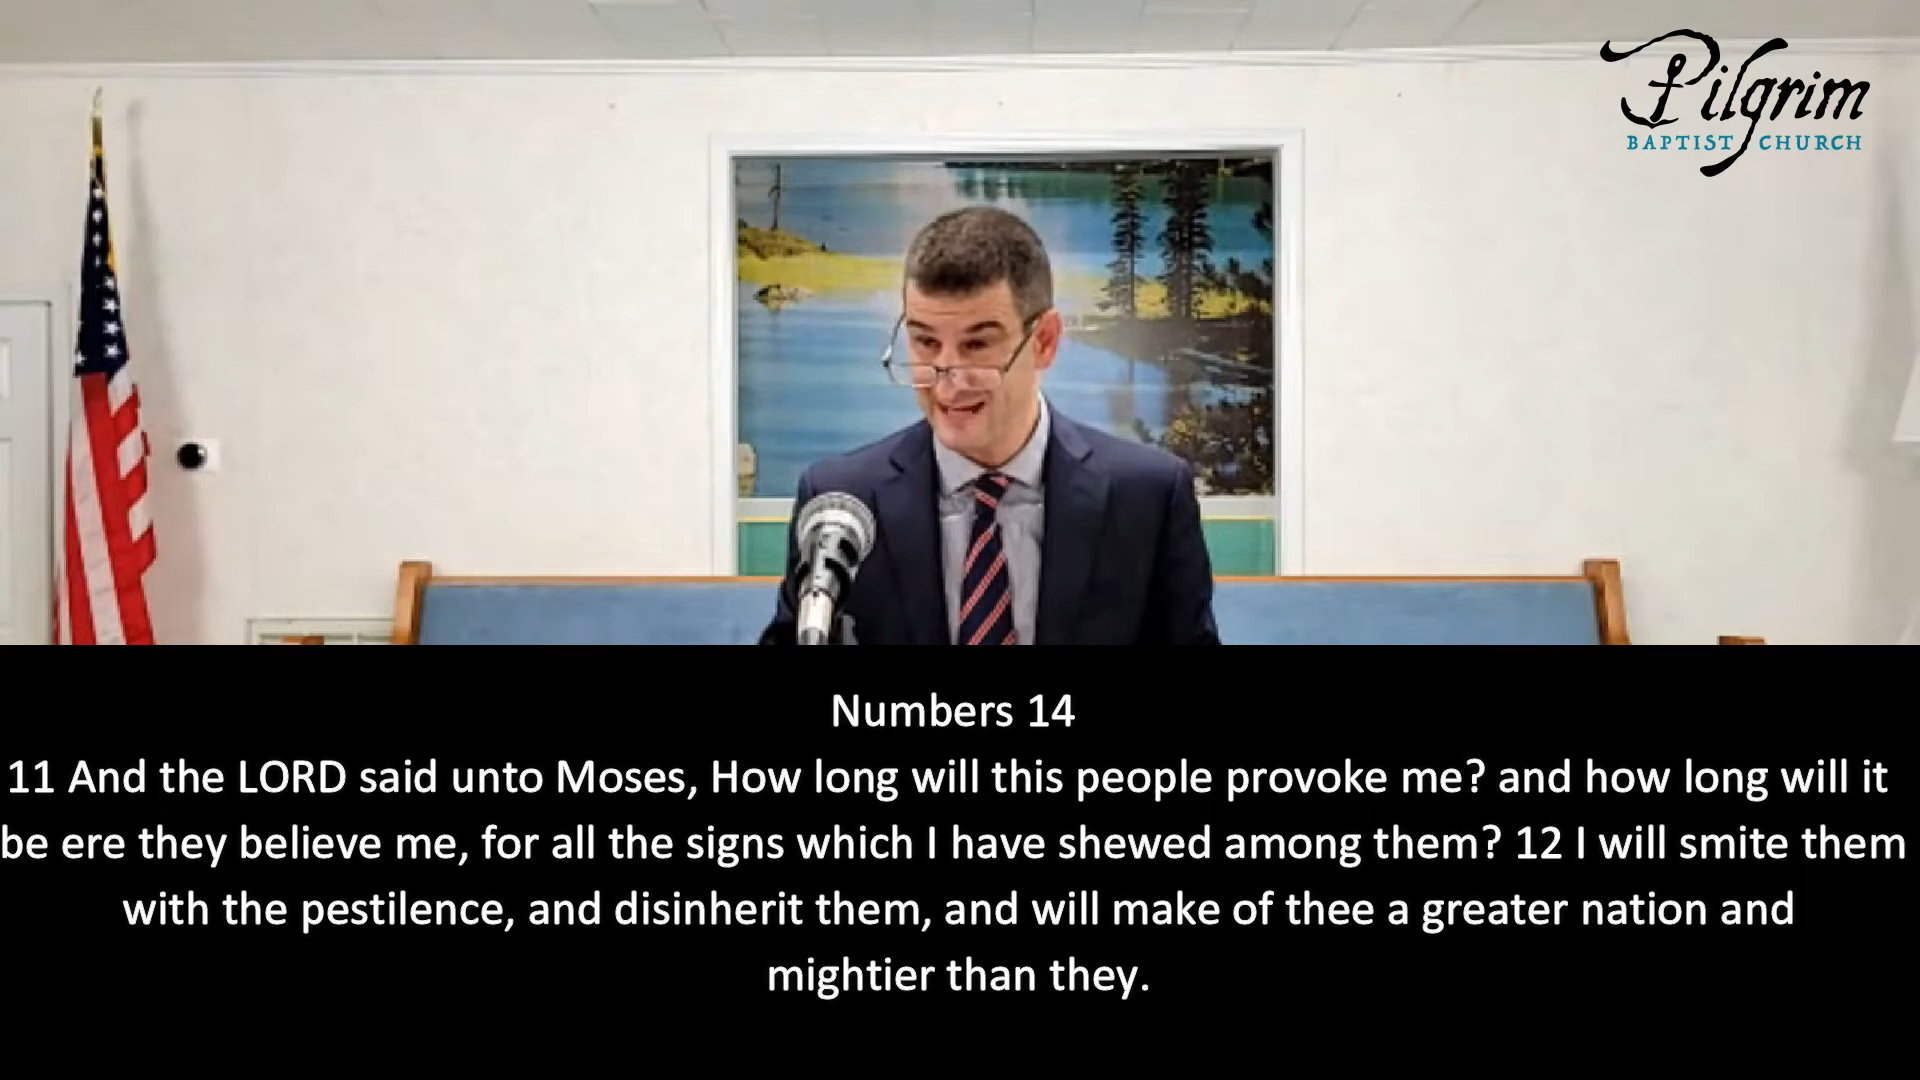 Pilgrim
BAPTIST CHURCH
Numbers 14
11 And the LORD said unto Moses, How long will this people provoke me? and how long will it
be ere they believe me, for all the signs which I have shewed among them? 12 I will smite them
with the pestilence, and disinherit them, and will make of thee a greater nation and
mightier than they.